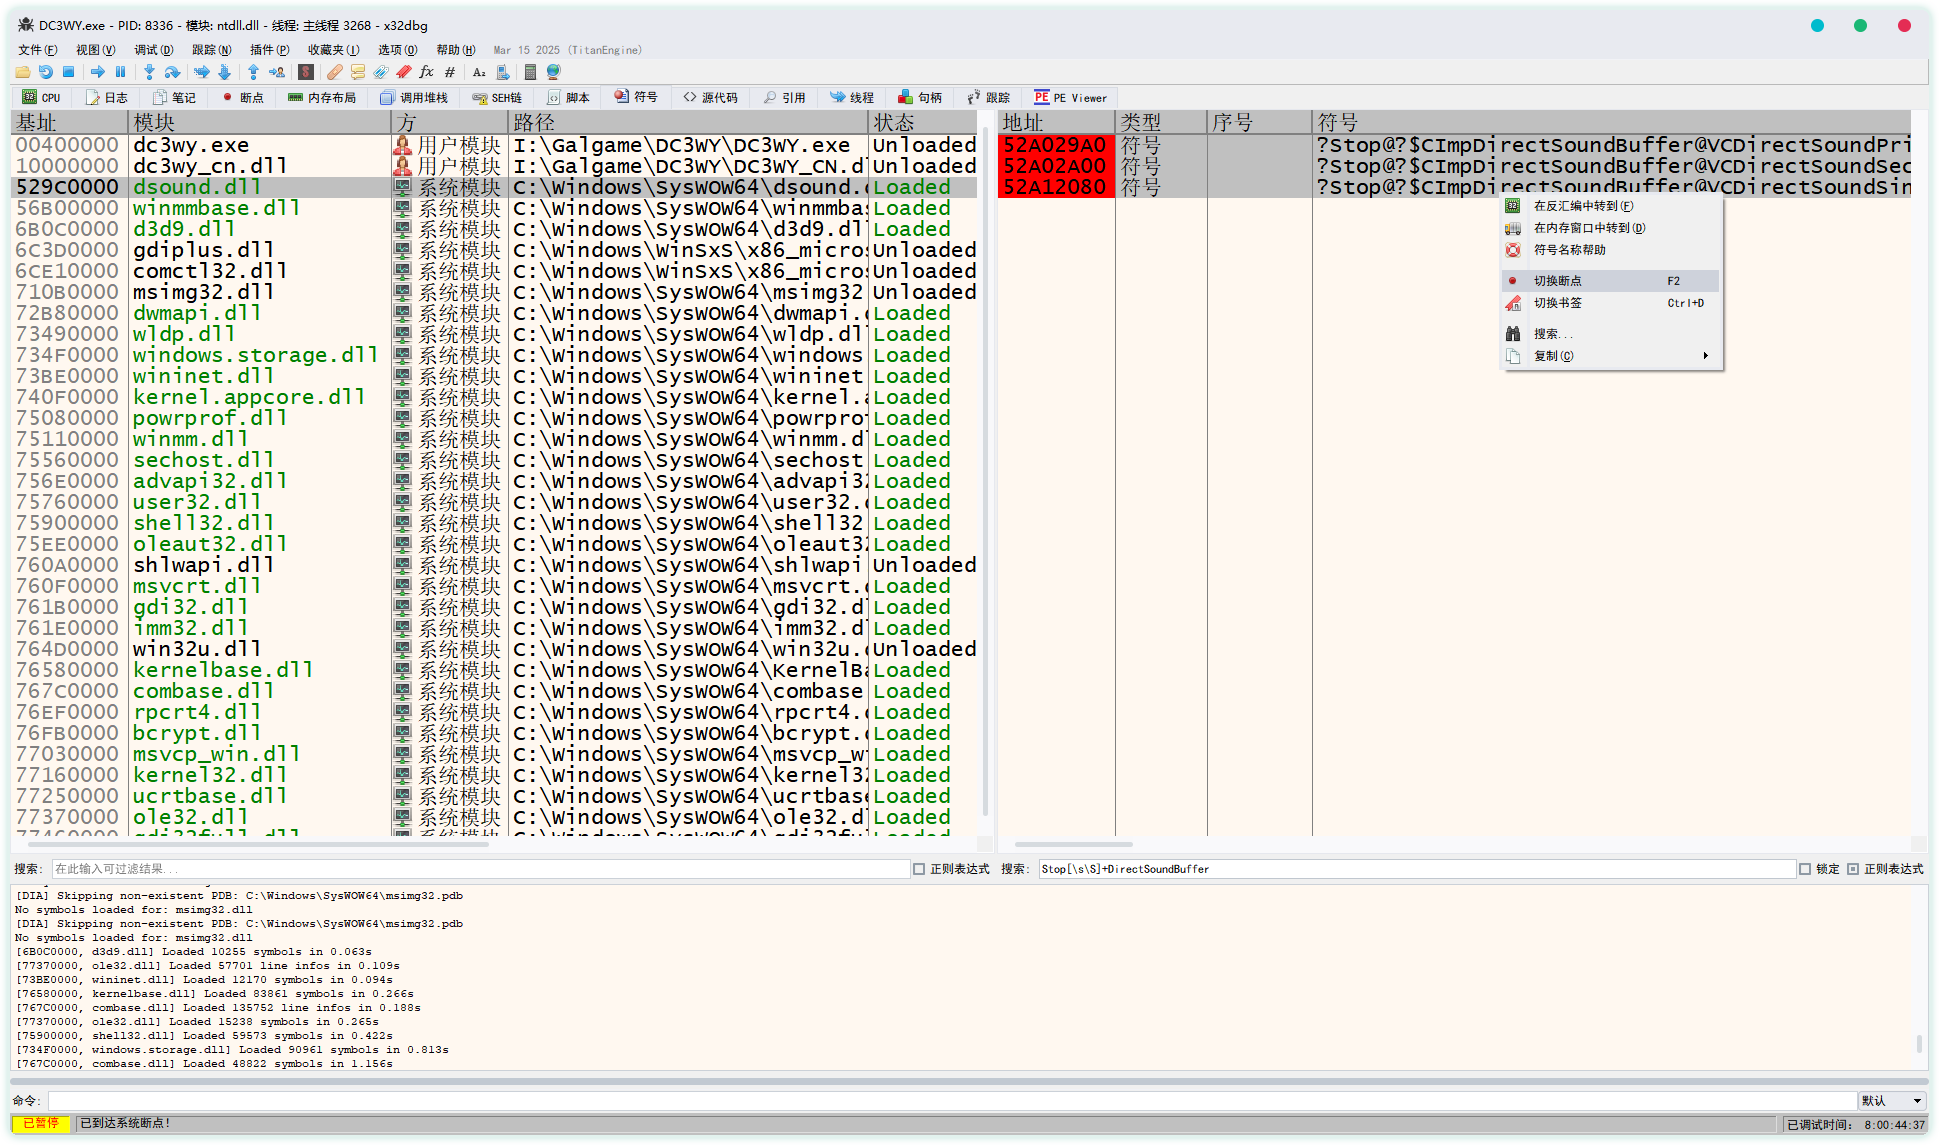 DC3WY.exe - PID: 8336 - 模块: ntdll.dll - 线程: 主线程 3268 - x32dbg
文件(F) 视图(V) 调试(D) 跟踪(N) 插件(P) 收藏夹(I) 选项(O) 帮助(H) Mar 15 2025 (TitanEngine)
CPU 日志 笔记 断点 内存布局 调用堆栈 SEH链 脚本 符号 源代码 引用 线程 句柄 跟踪 PE Viewer
基址 模块 方 路径 状态 地址 类型 序号 符号
00400000 dc3wy.exe 用户模块 I:\Galgame\DC3WY\DC3WY.exe Unloaded 52A029A0 符号 ?Stop@?$CImpDirectSoundBuffer@VCDirectSoundPri
10000000 dc3wy_cn.dll 用户模块 I:\Galgame\DC3WY\DC3WY_CN.dl Unloaded 52A02A00 符号 ?Stop@?$CImpDirectSoundBuffer@VCDirectSoundSec
529C0000 dsound.dll 系统模块 C:\Windows\SysWOW64\dsound.d Loaded 52A12080 符号 ?Stop@?$CImpDirectSoundBuffer@VCDirectSoundSin
56B00000 winmmbase.dll 系统模块 C:\Windows\SysWOW64\winmmbas Loaded
6B0C0000 d3d9.dll 系统模块 C:\Windows\SysWOW64\d3d9.dll Loaded
6C3D0000 gdiplus.dll 系统模块 C:\Windows\WinSxS\x86_micros Unloaded
6CE10000 comctl32.dll 系统模块 C:\Windows\WinSxS\x86_micros Unloaded
710B0000 msimg32.dll 系统模块 C:\Windows\SysWOW64\msimg32 Unloaded
72B80000 dwmapi.dll 系统模块 C:\Windows\SysWOW64\dwmapi.d Loaded
73490000 wldp.dll 系统模块 C:\Windows\SysWOW64\wldp.dll Loaded
734F0000 windows.storage.dll 系统模块 C:\Windows\SysWOW64\windows Loaded
73BE0000 wininet.dll 系统模块 C:\Windows\SysWOW64\wininet Loaded
740F0000 kernel.appcore.dll 系统模块 C:\Windows\SysWOW64\kernel.a Loaded
75080000 powrprof.dll 系统模块 C:\Windows\SysWOW64\powrprof Loaded
75110000 winmm.dll 系统模块 C:\Windows\SysWOW64\winmm.dl Loaded
75560000 sechost.dll 系统模块 C:\Windows\SysWOW64\sechost Loaded
756E0000 advapi32.dll 系统模块 C:\Windows\SysWOW64\advapi32 Loaded
75760000 user32.dll 系统模块 C:\Windows\SysWOW64\user32.d Loaded
75900000 shell32.dll 系统模块 C:\Windows\SysWOW64\shell32 Loaded
75EE0000 oleaut32.dll 系统模块 C:\Windows\SysWOW64\oleaut32 Loaded
760A0000 shlwapi.dll 系统模块 C:\Windows\SysWOW64\shlwapi Unloaded
760F0000 msvcrt.dll 系统模块 C:\Windows\SysWOW64\msvcrt.d Loaded
761B0000 gdi32.dll 系统模块 C:\Windows\SysWOW64\gdi32.dl Loaded
761E0000 imm32.dll 系统模块 C:\Windows\SysWOW64\imm32.dl Loaded
764D0000 win32u.dll 系统模块 C:\Windows\SysWOW64\win32u.d Unloaded
76580000 kernelbase.dll 系统模块 C:\Windows\SysWOW64\KernelBa Loaded
767C0000 combase.dll 系统模块 C:\Windows\SysWOW64\combase Loaded
76EF0000 rpcrt4.dll 系统模块 C:\Windows\SysWOW64\rpcrt4.d Loaded
76FB0000 bcrypt.dll 系统模块 C:\Windows\SysWOW64\bcrypt.d Loaded
77030000 msvcp_win.dll 系统模块 C:\Windows\SysWOW64\msvcp_wi Loaded
77160000 kernel32.dll 系统模块 C:\Windows\SysWOW64\kernel32 Loaded
77250000 ucrtbase.dll 系统模块 C:\Windows\SysWOW64\ucrtbase Loaded
77370000 ole32.dll 系统模块 C:\Windows\SysWOW64\ole32.dl Loaded
77460000 gdi32full.dll 系统模块 C:\Windows\SysWOW64\gdi32ful Loaded
在反汇编中转到(F)
在内存窗口中转到(D)
符号名称帮助
切换断点 F2
切换书签 Ctrl+D
搜索...
复制(C)
搜索: 在此输入可过滤结果... 正则表达式 搜索: Stop[\s\S]+DirectSoundBuffer 锁定 正则表达式
[DIA] Skipping non-existent PDB: C:\Windows\SysWOW64\msimg32.pdb
No symbols loaded for: msimg32.dll
[DIA] Skipping non-existent PDB: C:\Windows\SysWOW64\msimg32.pdb
No symbols loaded for: msimg32.dll
[6B0C0000, d3d9.dll] Loaded 10255 symbols in 0.063s
[77370000, ole32.dll] Loaded 57701 line infos in 0.109s
[73BE0000, wininet.dll] Loaded 12170 symbols in 0.094s
[76580000, kernelbase.dll] Loaded 83861 symbols in 0.266s
[767C0000, combase.dll] Loaded 135752 line infos in 0.188s
[77370000, ole32.dll] Loaded 15238 symbols in 0.265s
[75900000, shell32.dll] Loaded 59573 symbols in 0.422s
[734F0000, windows.storage.dll] Loaded 90961 symbols in 0.813s
[767C0000, combase.dll] Loaded 48822 symbols in 1.156s
命令: 默认
已暂停 已到达系统断点! 已调试时间: 8:00:44:37